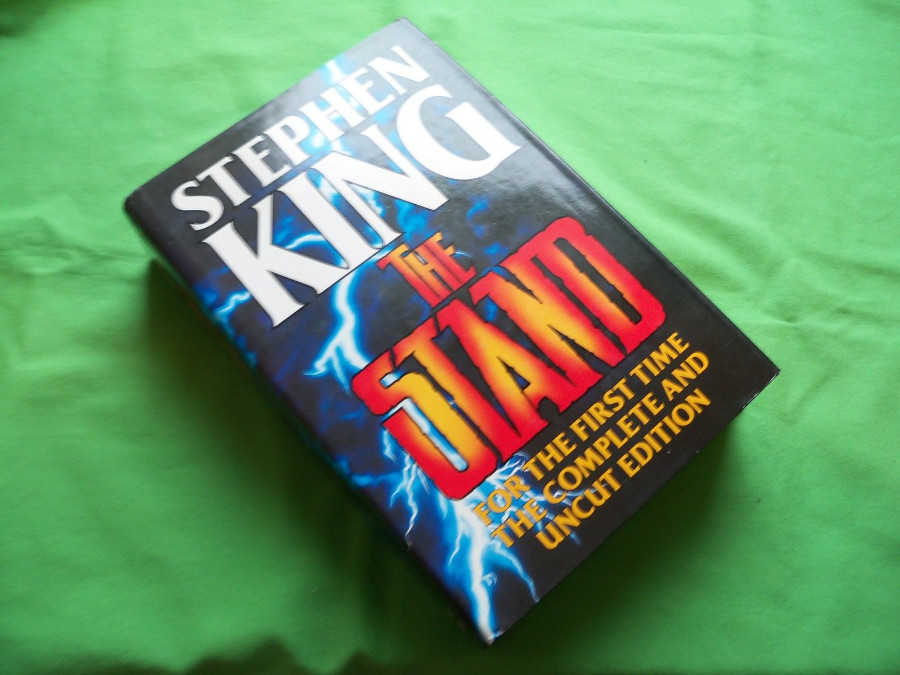 STEPHEN
KING
THE
STAND
FOR THE FIRST TIME
THE COMPLETE AND
UNCUT EDITION